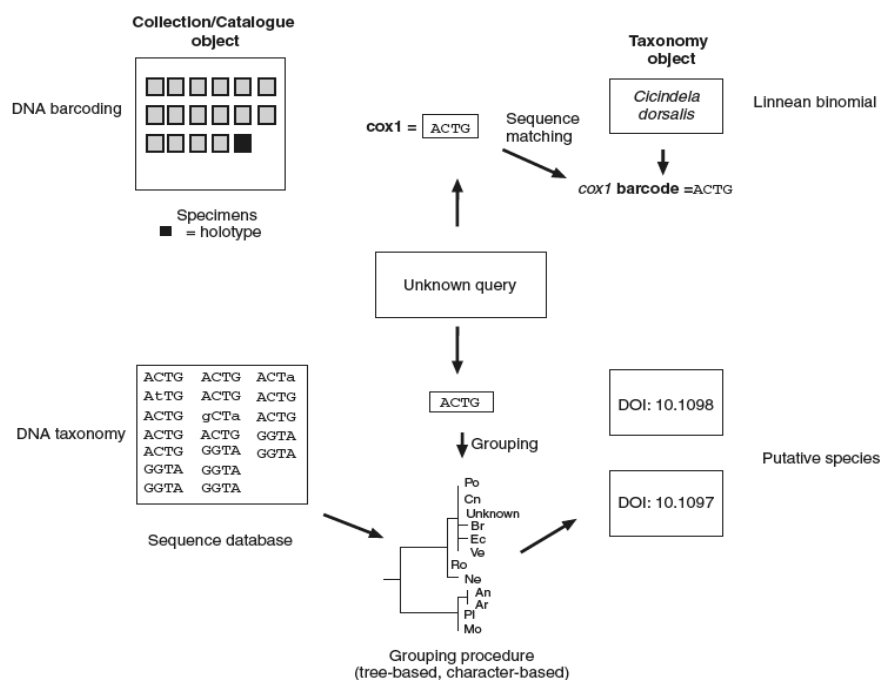 Collection/Catalogue
object
DNA barcoding
Specimens
= holotype
cox1 = ACTG
Sequence
matching
Taxonomy
object
Cicindela
dorsalis
Linnean binomial
cox1 barcode =ACTG
Unknown query
DNA taxonomy
ACTG ACTG ACTa
AtTG ACTG ACTG
ACTG gCTa ACTG
ACTG ACTG GGTA
ACTG GGTA GGTA
GGTA GGTA
GGTA GGTA
Sequence database
ACTG
Grouping
Po
Cn
Unknown
Br
Ec
Ve
Ro
Ne
An
Ar
Pl
Mo
Grouping procedure
(tree-based, character-based)
DOI: 10.1098
DOI: 10.1097
Putative species